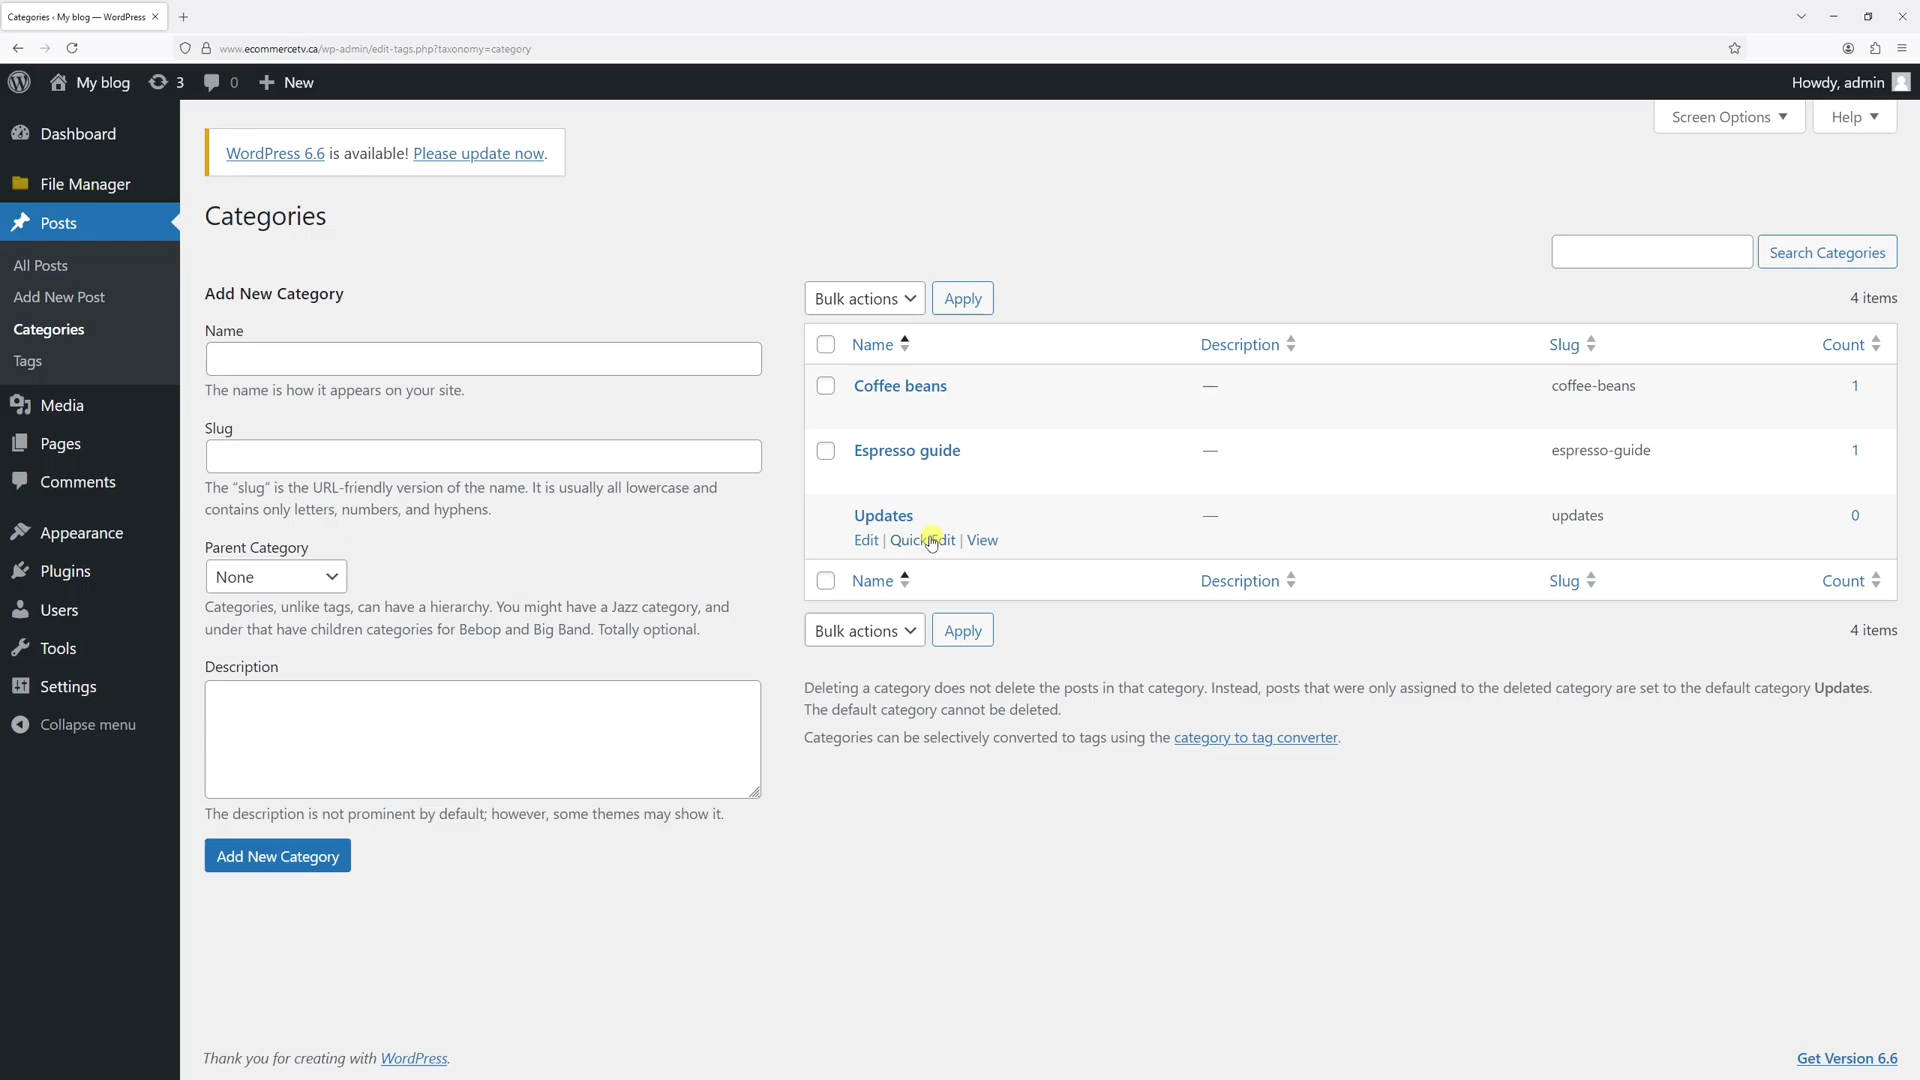 Categories ‹ My blog — WordPress
www.ecommercetv.ca/wp-admin/edit-tags.php?taxonomy=category
My blog 3 0 New
Howdy, admin
Screen Options Help
Dashboard
File Manager
Posts
All Posts
Add New Post
Categories
Tags
Media
Pages
Comments
Appearance
Plugins
Users
Tools
Settings
Collapse menu
WordPress 6.6 is available! Please update now.
Categories
Search Categories
Add New Category
Name
The name is how it appears on your site.
Slug
The “slug” is the URL-friendly version of the name. It is usually all lowercase and
contains only letters, numbers, and hyphens.
Parent Category
None
Categories, unlike tags, can have a hierarchy. You might have a Jazz category, and
under that have children categories for Bebop and Big Band. Totally optional.
Description
The description is not prominent by default; however, some themes may show it.
Add New Category
Bulk actions Apply 4 items
Name Description Slug Count
Coffee beans — coffee-beans 1
Espresso guide — espresso-guide 1
Updates — updates 0
Edit | Quick Edit | View
Name Description Slug Count
Bulk actions Apply 4 items
Deleting a category does not delete the posts in that category. Instead, posts that were only assigned to the deleted category are set to the default category Updates.
The default category cannot be deleted.
Categories can be selectively converted to tags using the category to tag converter.
Thank you for creating with WordPress.
Get Version 6.6